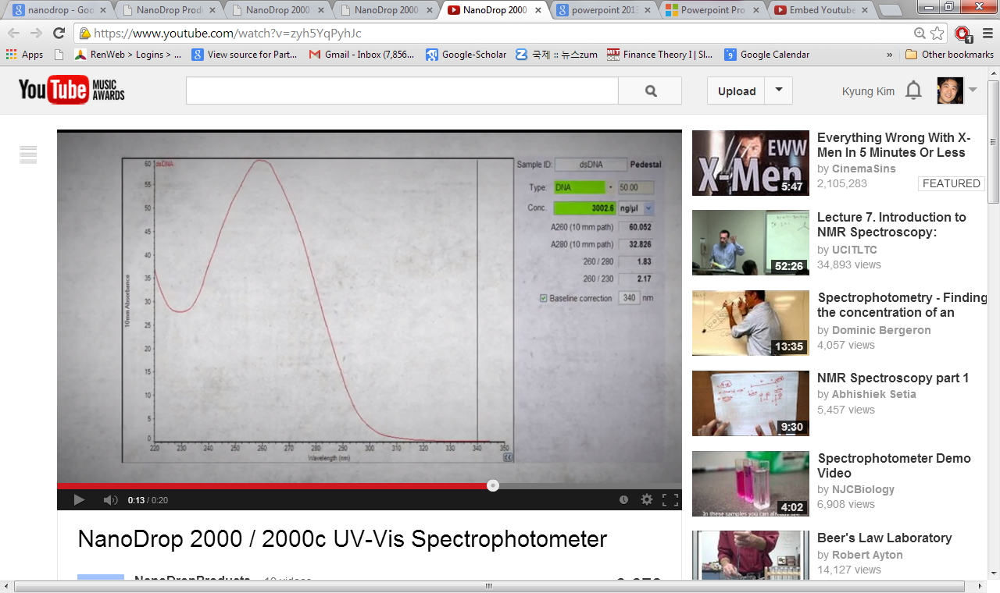 nandrop - Goo
NanoDrop Prod
NanoDrop 2000
NanoDrop 2000
NanoDrop 2000
powerpoint 2013
Powerpoint Pro
Embed Youtube
https://www.youtube.com/watch?v=zyh5YqPyhJc
1
Apps
RenWeb > Logins > ...
View source for Part...
Gmail - Inbox (7,856...
Google-Scholar
국제 :: 뉴스zum
MIT
OCW
Finance Theory I | Sl...
9
Google Calendar
»
Other bookmarks
YouTube MUSIC
AWARDS
Upload
Kyung Kim
dsDNA
60
55
50
45
40
35
30
25
20
15
10
5
0
10mm Absorbance
220 230 240 250 260 270 280 290 300 310 320 330 340 350
Wavelength (nm)
Sample ID: dsDNA Pedestal
Type: DNA 50.00
Conc. 3002.6 ng/µl
A260 (10 mm path) 60.052
A280 (10 mm path) 32.826
260 / 280 1.83
260 / 230 2.17
Baseline correction 340 nm
0:13 / 0:20
NanoDrop 2000 / 2000c UV-Vis Spectrophotometer
NanoDropProducts
EWW
X-Men
5:47
Everything Wrong With X-
Men In 5 Minutes Or Less
by CinemaSins
2,105,283 FEATURED
52:26
Lecture 7. Introduction to
NMR Spectroscopy:
by UCITLTC
34,893 views
13:35
Spectrophotometry - Finding
the concentration of an
by Dominic Bergeron
4,057 views
9:30
NMR Spectroscopy part 1
by Abhishiek Setia
5,457 views
In these samples you can already see
4:02
Spectrophotometer Demo
Video
by NJCBiology
6,908 views
Beer's Law Laboratory
by Robert Ayton
14,127 views